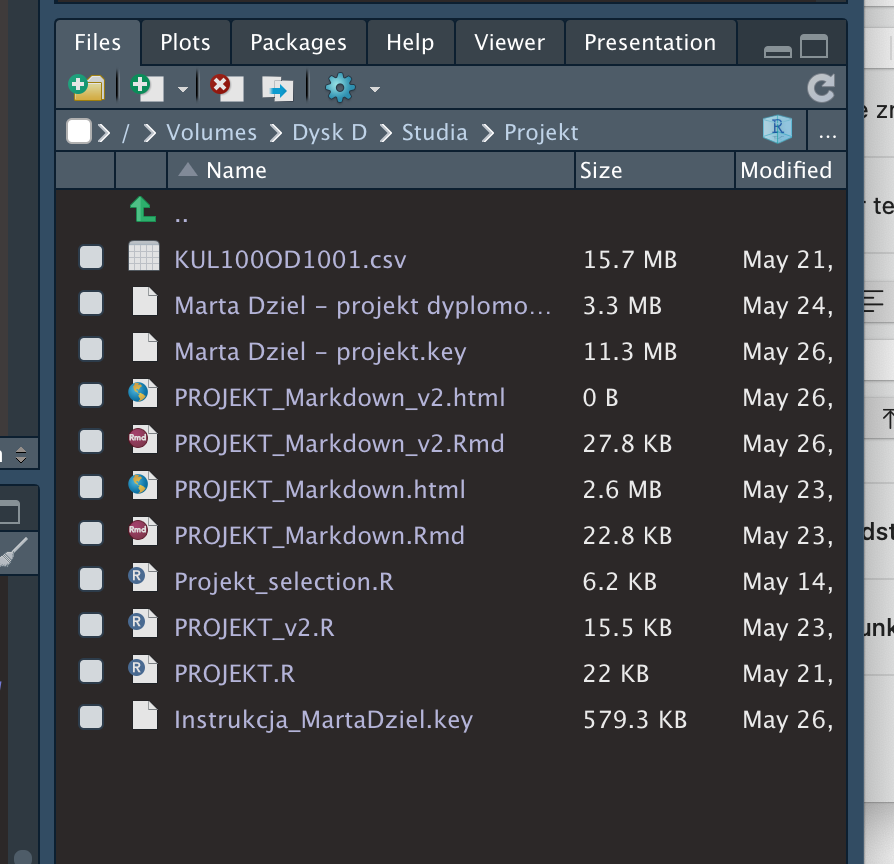 Files Plots Packages Help Viewer Presentation
/ Volumes Dysk D Studia Projekt R ...
Name Size Modified
..
KUL100OD1001.csv 15.7 MB May 21,
Marta Dziel – projekt dyplomo... 3.3 MB May 24,
Marta Dziel – projekt.key 11.3 MB May 26,
PROJEKT_Markdown_v2.html 0 B May 26,
Rmd PROJEKT_Markdown_v2.Rmd 27.8 KB May 26,
PROJEKT_Markdown.html 2.6 MB May 23,
Rmd PROJEKT_Markdown.Rmd 22.8 KB May 23,
R Projekt_selection.R 6.2 KB May 14,
R PROJEKT_v2.R 15.5 KB May 23,
R PROJEKT.R 22 KB May 21,
Instrukcja_MartaDziel.key 579.3 KB May 26,